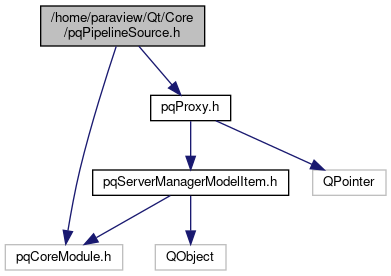 /home/paraview/Qt/Core
/pqPipelineSource.h
pqProxy.h
pqServerManagerModelItem.h
QPointer
pqCoreModule.h
QObject